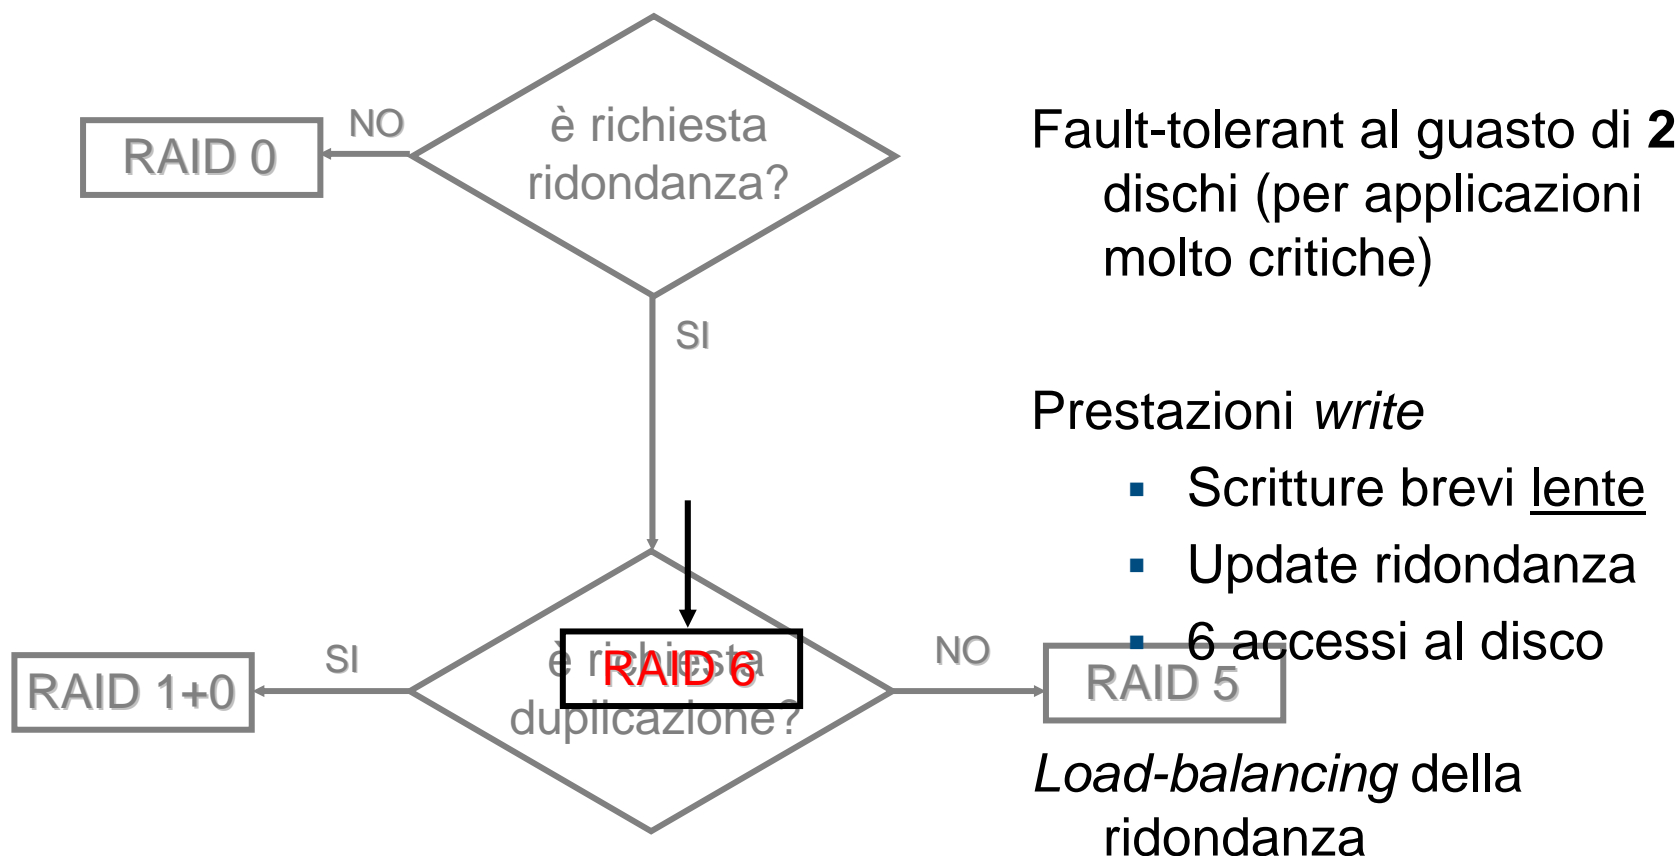 è richiesta
ridondanza?
NO
RAID 0
SI
è richiesta
duplicazione?
RAID 6
SI
RAID 1+0
NO
RAID 5
Fault-tolerant al guasto di 2
dischi (per applicazioni
molto critiche)
Prestazioni write
▪ Scritture brevi lente
▪ Update ridondanza
▪ 6 accessi al disco
Load-balancing della
ridondanza